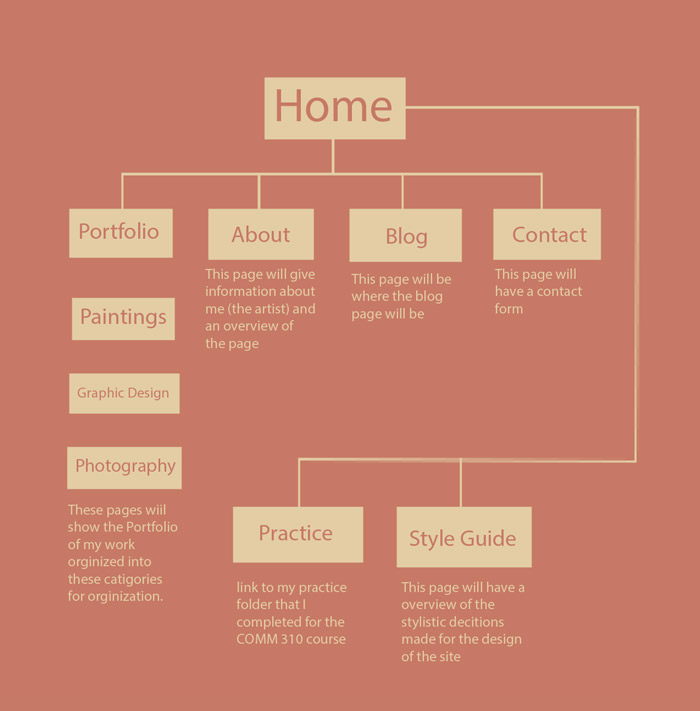 Home
Portfolio
About
Blog
Contact
This page will give
information about
me (the artist) and
an overview of
the page
This page will be
where the blog
page will be
This page will
have a contact
form
Paintings
Graphic Design
Photography
These pages wiil
show the Portfolio
of my work
orginized into
these catigories
for orginization.
Practice
Style Guide
link to my practice
folder that I
completed for the
COMM 310 course
This page will have a
overview of the
stylistic decitions
made for the design
of the site